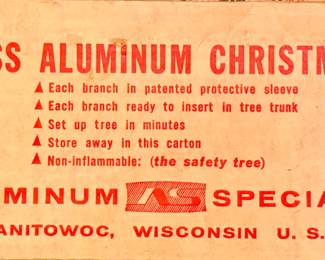 SS ALUMINUM CHRISTM
▲ Each branch in patented protective sleeve
▲ Each branch ready to insert in tree trunk
▲ Set up tree in minutes
▲ Store away in this carton
▲ Non-inflammable: (the safety tree)
MINUM AS SPECIA
ANITOWOC, WISCONSIN U. S.